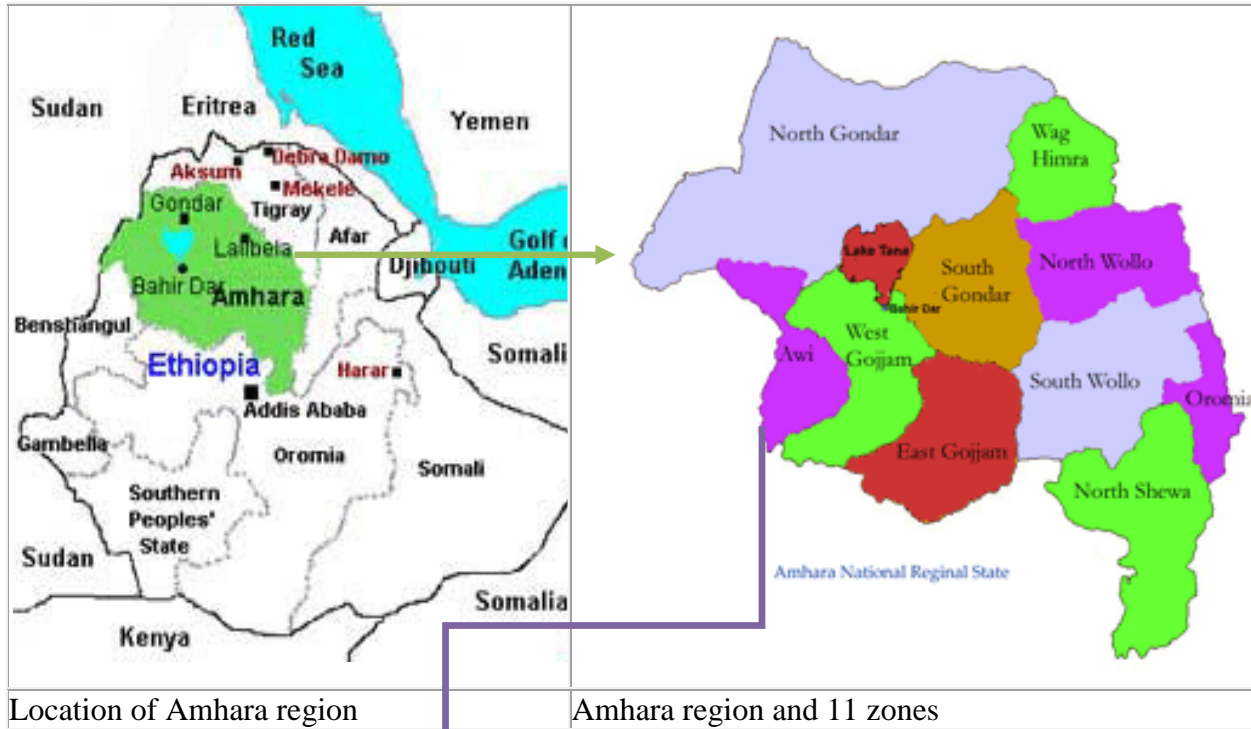 Red
Sea
Sudan
Eritrea
Yemen
Debra Damo
Aksum
Mekele
Gondar
Tigray
Lalibela
Afar
Golf o
Aden
Djibouti
Bahir Dar
Amhara
Benshangul
Somali
Ethiopia
Harar
Addis Ababa
Gambella
Oromia
Somali
Southern
Peoples'
State
Sudan
Somalia
Kenya
Location of Amhara region
North Gondar
Wag
Himra
Lake Tana
South
Gondar
North Wollo
Bahir Dar
West
Gojjam
Awi
South Wollo
Oromia
East Gojjam
North Shewa
Amhara National Reginal State
Amhara region and 11 zones